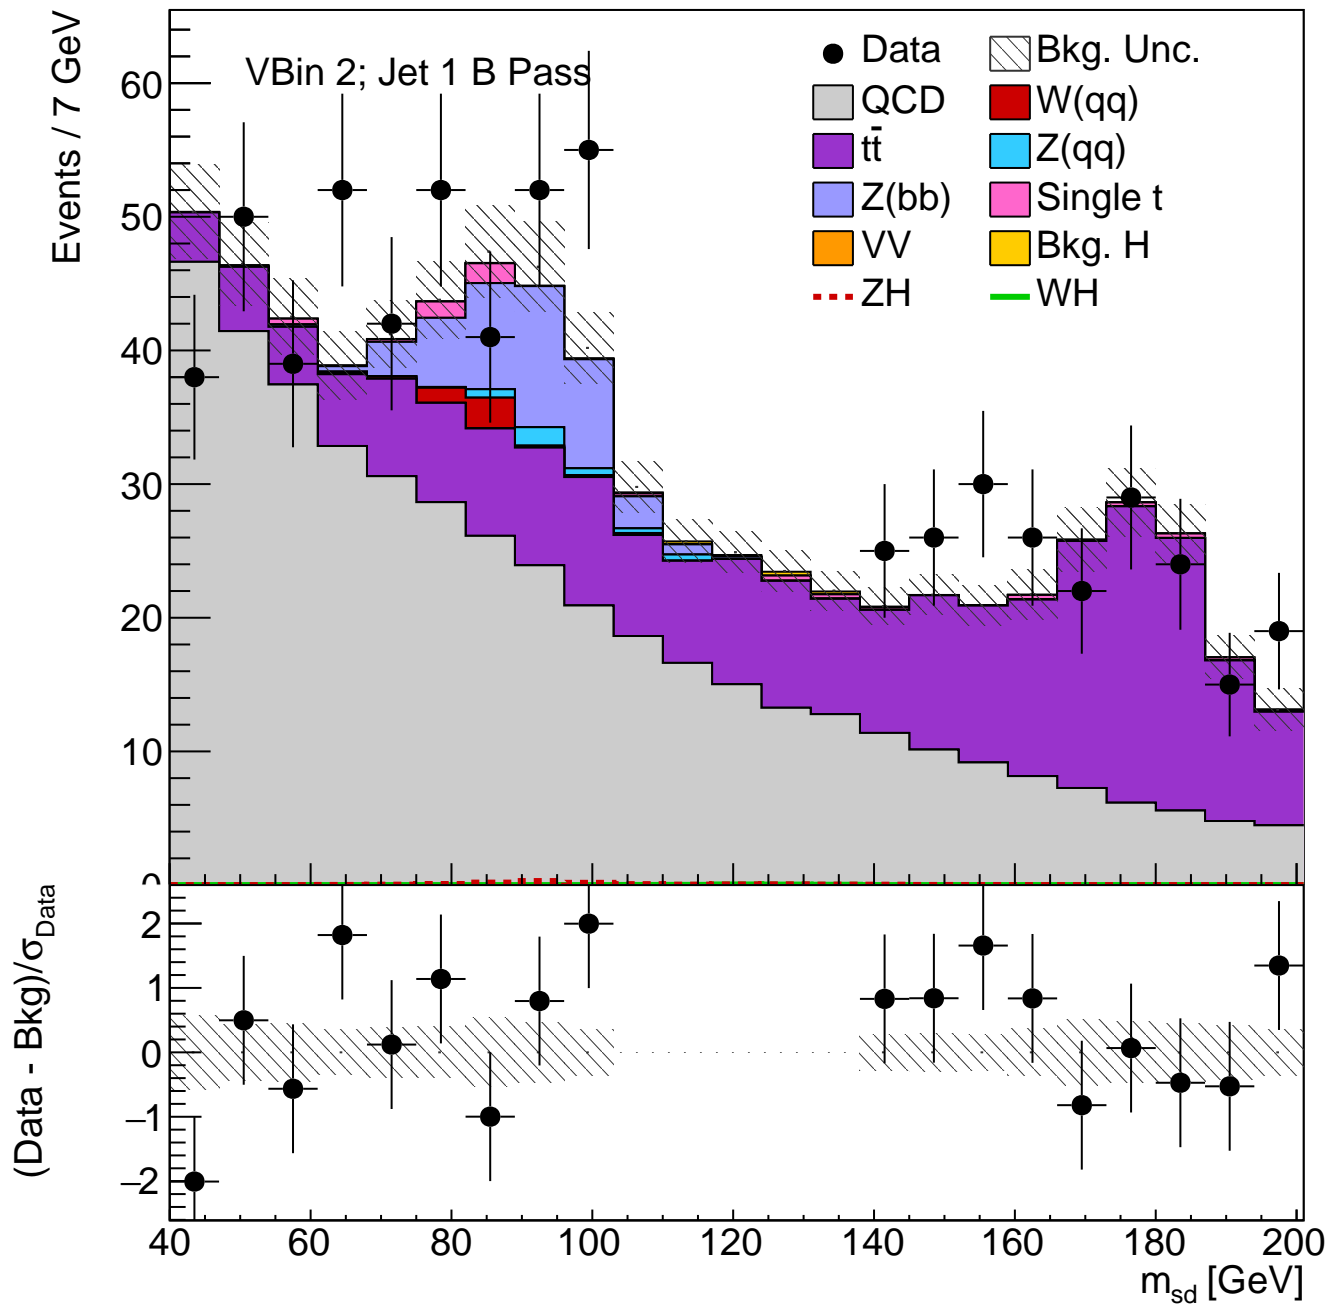 Events / 7 GeV
VBin 2; Jet 1 B Pass
Data
Bkg. Unc.
QCD
W(qq)
tt̄
Z(qq)
Z(bb)
Single t
VV
Bkg. H
ZH
WH
60
50
40
30
20
10
0
(Data - Bkg)/σData
2
1
0
−1
−2
40 60 80 100 120 140 160 180 200
msd [GeV]